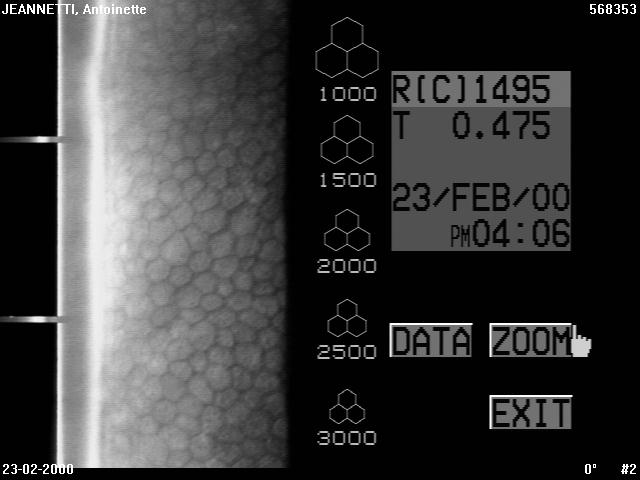 JEANNETTI, Antoinette
568353
1000
1500
2000
2500
3000
R[C]1495
T 0.475
23/FEB/00
PM04:06
DATA
ZOOM
EXIT
23-02-2000
0° #2